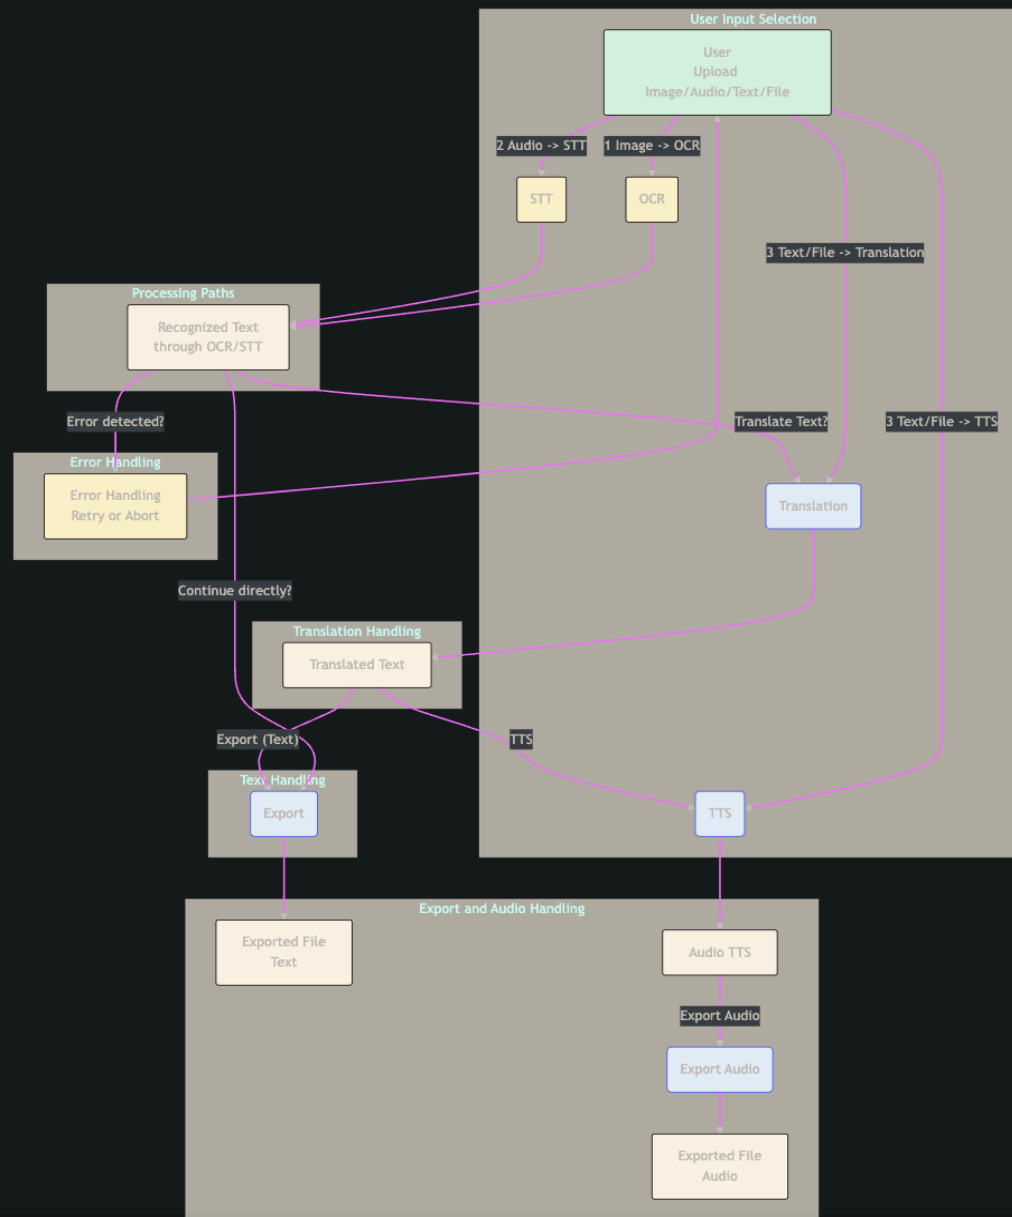 User Input Selection
User
Upload
Image/Audio/Text/File
2 Audio -> STT
1 Image -> OCR
STT
OCR
3 Text/File -> Translation
Processing Paths
Recognized Text
through OCR/STT
Error detected?
Translate Text?
3 Text/File -> TTS
Error Handling
Error Handling
Retry or Abort
Translation
Continue directly?
Translation Handling
Translated Text
Export (Text)
TTS
Text Handling
Export
TTS
Export and Audio Handling
Exported File
Text
Audio TTS
Export Audio
Export Audio
Exported File
Audio